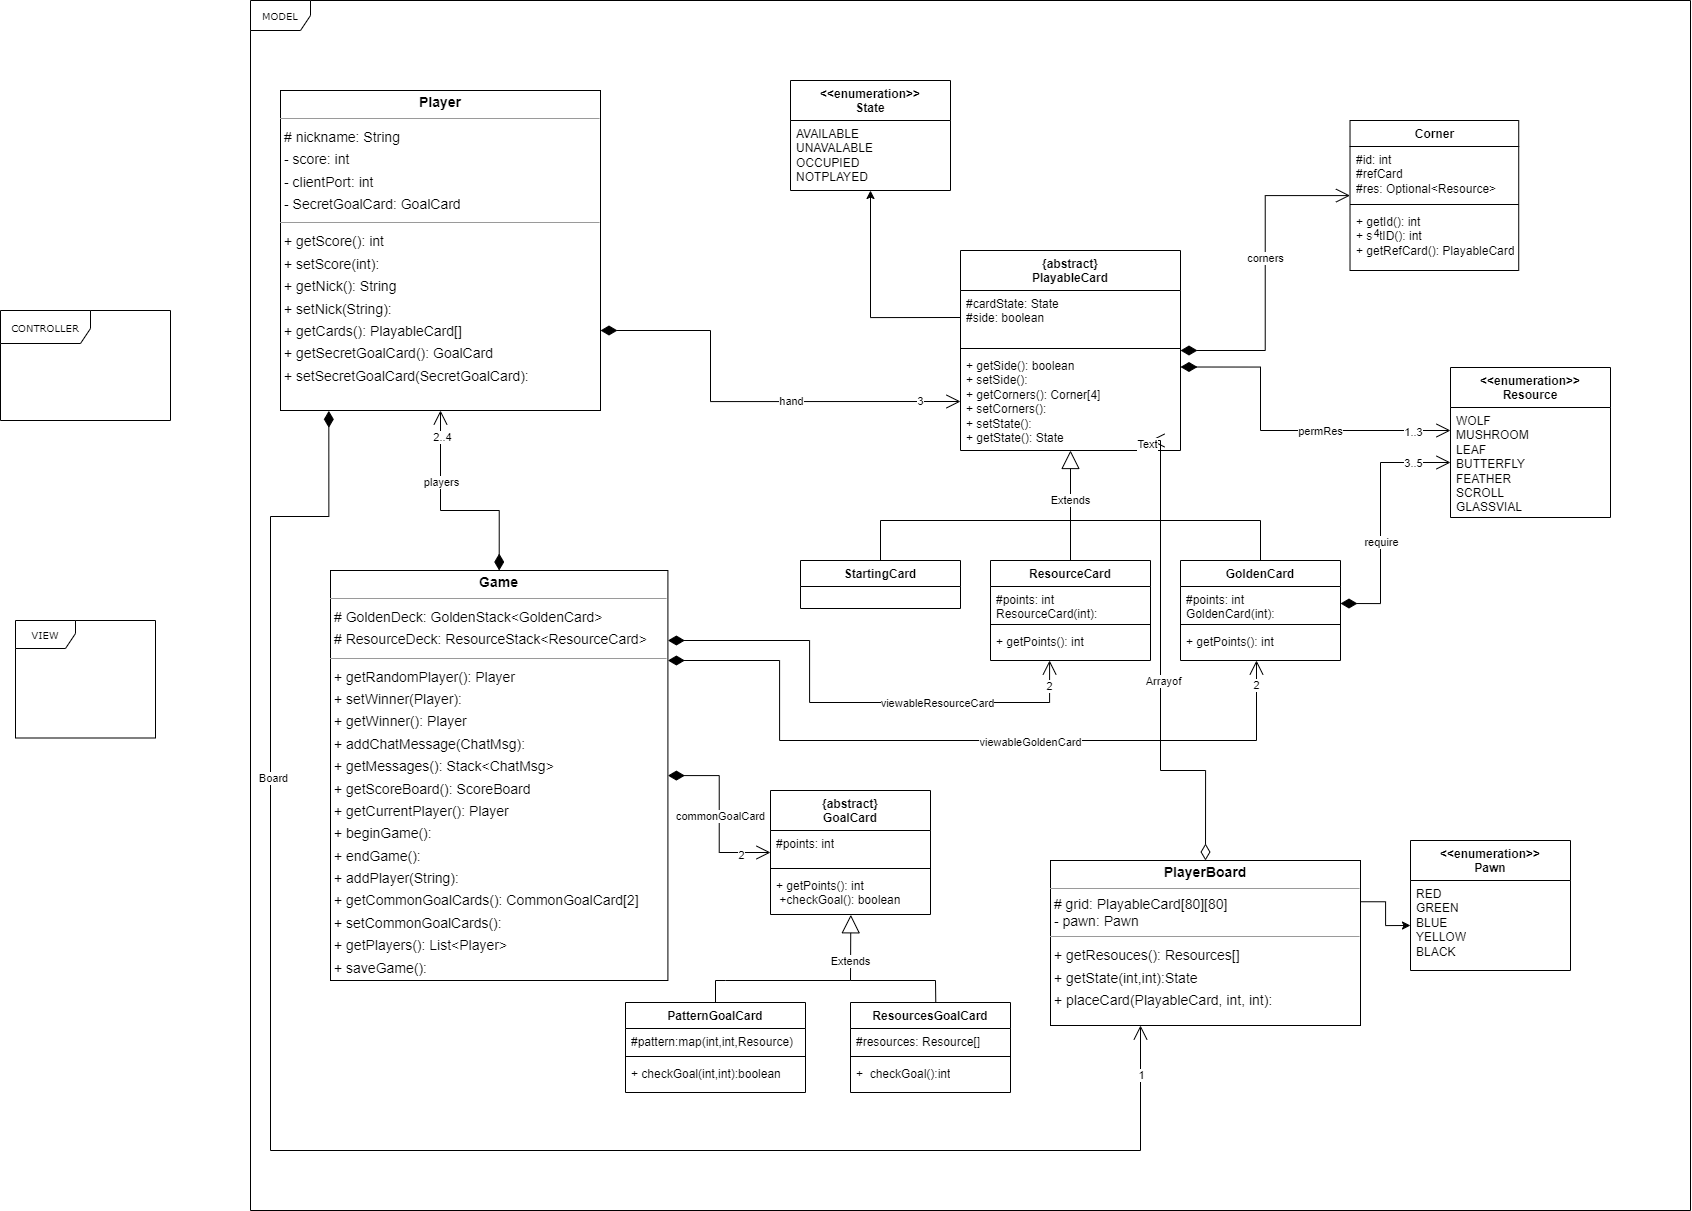 MODEL
Player
# nickname: String
- score: int
- clientPort: int
- SecretGoalCard: GoalCard
+ getScore(): int
+ setScore(int):
+ getNick(): String
+ setNick(String):
+ getCards(): PlayableCard[]
+ getSecretGoalCard(): GoalCard
+ setSecretGoalCard(SecretGoalCard):
<<enumeration>>
State
AVAILABLE
UNAVALABLE
OCCUPIED
NOTPLAYED
Corner
#id: int
#refCard
#res: Optional<Resource>
+ getId(): int
+ s4tID(): int
+ getRefCard(): PlayableCard
corners
{abstract}
PlayableCard
#cardState: State
#side: boolean
+ getSide(): boolean
+ setSide():
+ getCorners(): Corner[4]
+ setCorners():
+ setState():
+ getState(): State
Text
CONTROLLER
hand
3
<<enumeration>>
Resource
WOLF
MUSHROOM
LEAF
BUTTERFLY
FEATHER
SCROLL
GLASSVIAL
permRes
1..3
3..5
require
2..4
players
Extends
StartingCard
ResourceCard
#points: int
ResourceCard(int):
+ getPoints(): int
GoldenCard
#points: int
GoldenCard(int):
+ getPoints(): int
VIEW
Game
# GoldenDeck: GoldenStack<GoldenCard>
# ResourceDeck: ResourceStack<ResourceCard>
+ getRandomPlayer(): Player
+ setWinner(Player):
+ getWinner(): Player
+ addChatMessage(ChatMsg):
+ getMessages(): Stack<ChatMsg>
+ getScoreBoard(): ScoreBoard
+ getCurrentPlayer(): Player
+ beginGame():
+ endGame():
+ addPlayer(String):
+ getCommonGoalCards(): CommonGoalCard[2]
+ setCommonGoalCards():
+ getPlayers(): List<Player>
+ saveGame():
2
viewableResourceCard
Arrayof
2
viewableGoldenCard
Board
commonGoalCard
2
{abstract}
GoalCard
#points: int
+ getPoints(): int
+checkGoal(): boolean
Extends
PatternGoalCard
#pattern:map(int,int,Resource)
+ checkGoal(int,int):boolean
ResourcesGoalCard
#resources: Resource[]
+ checkGoal():int
PlayerBoard
# grid: PlayableCard[80][80]
- pawn: Pawn
+ getResouces(): Resources[]
+ getState(int,int):State
+ placeCard(PlayableCard, int, int):
<<enumeration>>
Pawn
RED
GREEN
BLUE
YELLOW
BLACK
1